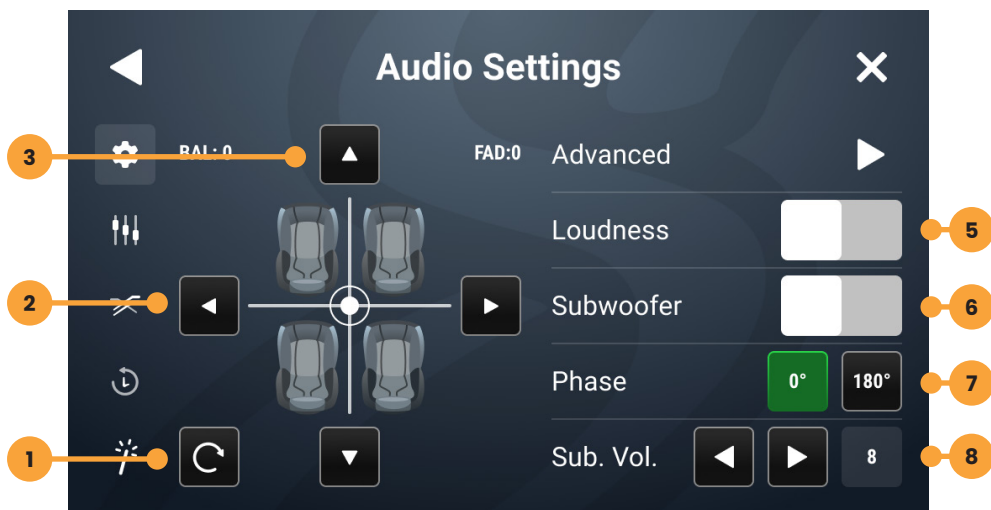 Audio Settings
3
BAL: 0
FAD:0
Advanced
Loudness
5
2
Subwoofer
6
Phase
0°
180°
7
1
Sub. Vol.
8
8